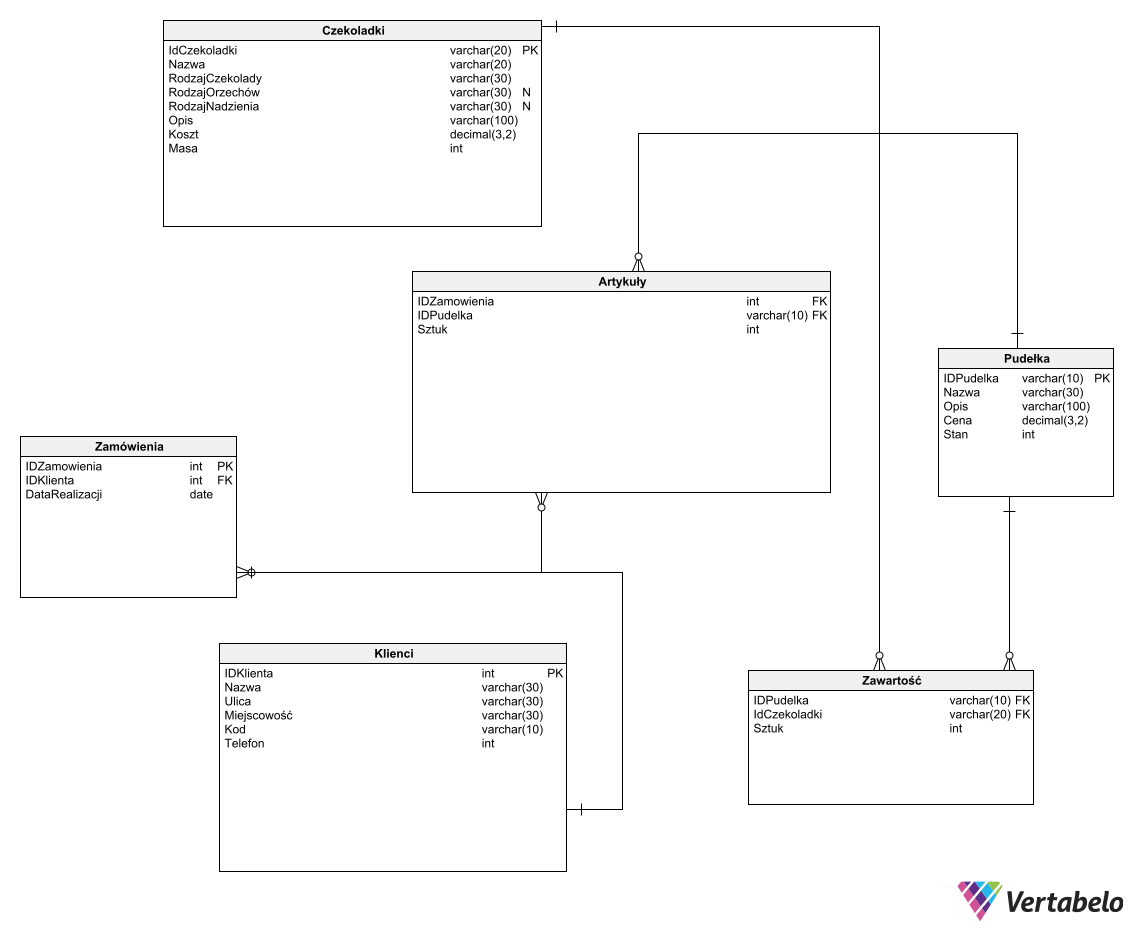 Czekoladki
IdCzekoladki varchar(20) PK
Nazwa varchar(20)
RodzajCzekolady varchar(30)
RodzajOrzechów varchar(30) N
RodzajNadzienia varchar(30) N
Opis varchar(100)
Koszt decimal(3,2)
Masa int
Artykuły
IDZamowienia int FK
IDPudelka varchar(10) FK
Sztuk int
Pudełka
IDPudelka varchar(10) PK
Nazwa varchar(30)
Opis varchar(100)
Cena decimal(3,2)
Stan int
Zamówienia
IDZamowienia int PK
IDKlienta int FK
DataRealizacji date
Klienci
IDKlienta int PK
Nazwa varchar(30)
Ulica varchar(30)
Miejscowość varchar(30)
Kod varchar(10)
Telefon int
Zawartość
IDPudelka varchar(10) FK
IdCzekoladki varchar(20) FK
Sztuk int
Vertabelo